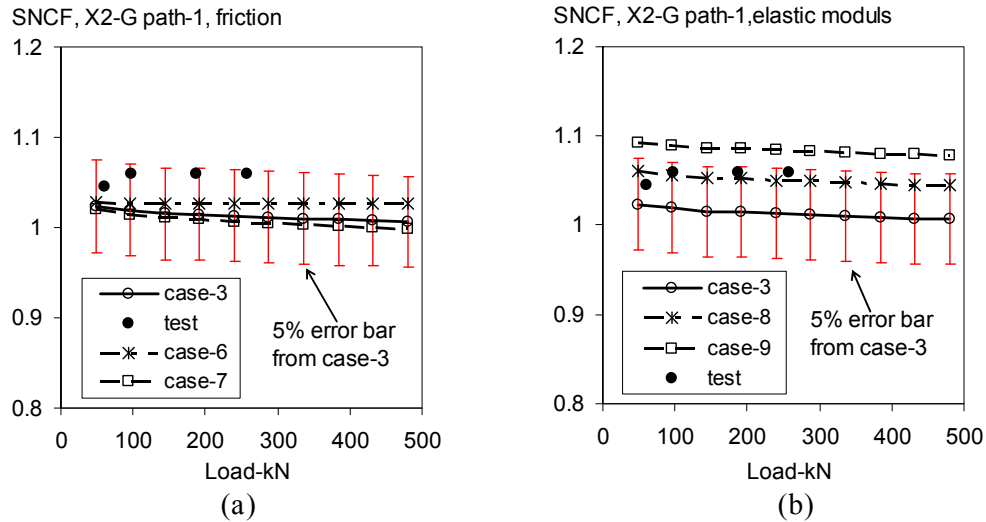 SNCF, X2-G path-1, friction
1.2
1.1
1
0.9
0.8
0 100 200 300 400 500
Load-kN
case-3
test
case-6
case-7
5% error bar
from case-3
(a)
SNCF, X2-G path-1,elastic moduls
1.2
1.1
1
0.9
0.8
0 100 200 300 400 500
Load-kN
case-3
case-8
case-9
test
5% error bar
from case-3
(b)